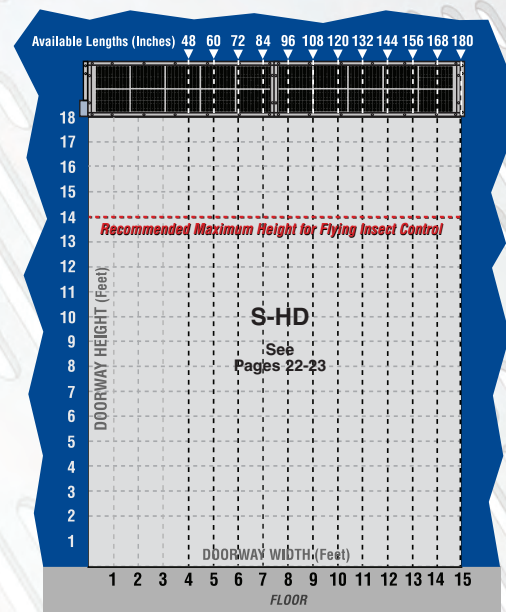 Available Lengths (Inches) 48 60 72 84 96 108 120 132 144 156 168 180
18
17
16
15
14
Recommended Maximum Height for Flying Insect Control
13
12
11
10
9
8
7
6
5
4
3
2
1
DOORWAY HEIGHT (Feet)
S-HD
See
Pages 22-23
DOORWAY WIDTH (Feet)
1 2 3 4 5 6 7 8 9 10 11 12 13 14 15
FLOOR